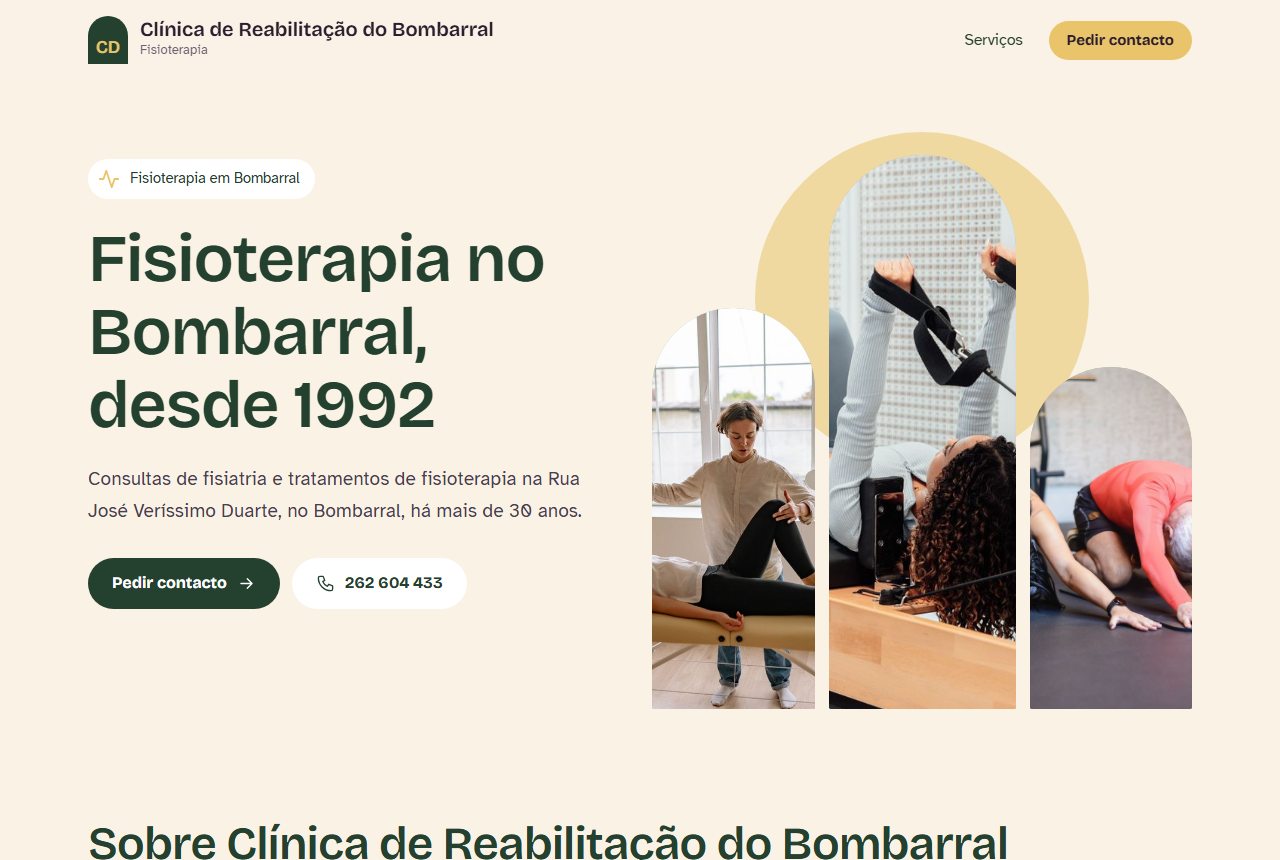 CD
Clínica de Reabilitação do Bombarral
Fisioterapia
Serviços
Pedir contacto
Fisioterapia em Bombarral
Fisioterapia no
Bombarral,
desde 1992
Consultas de fisiatria e tratamentos de fisioterapia na Rua
José Veríssimo Duarte, no Bombarral, há mais de 30 anos.
Pedir contacto
262 604 433
Sobre Clínica de Reabilitação do Bombarral